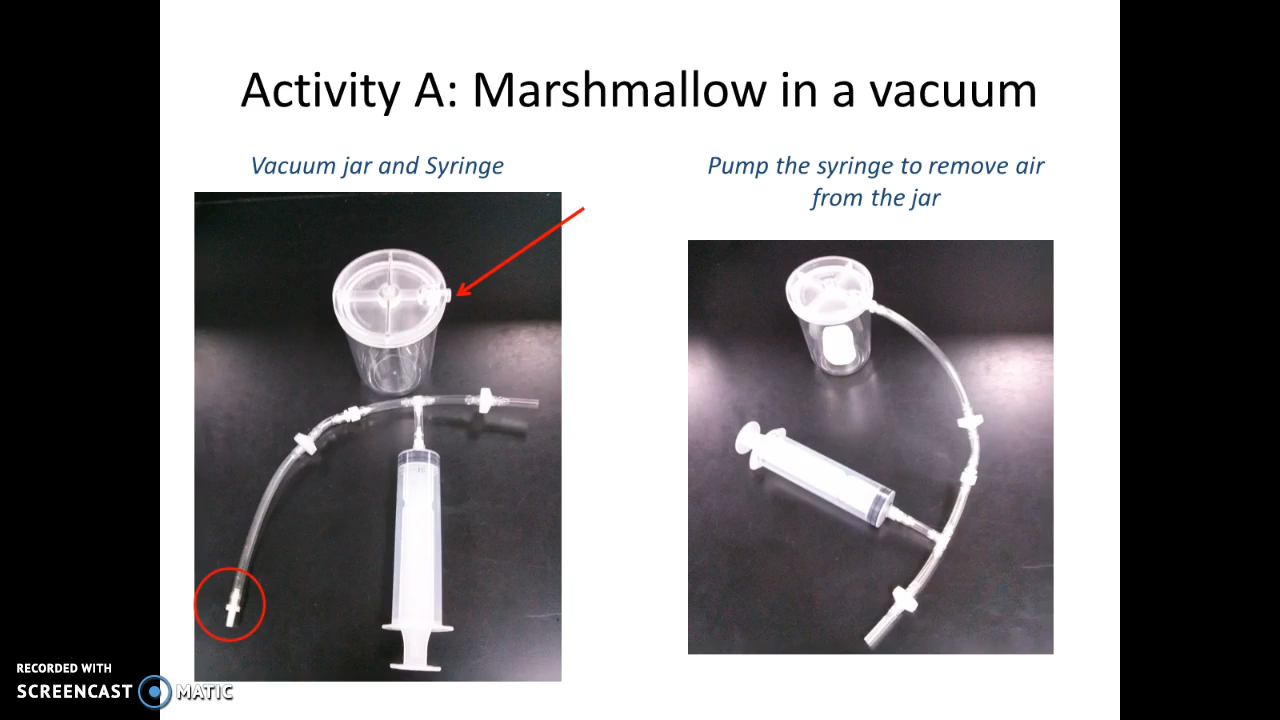 Activity A: Marshmallow in a vacuum
Vacuum jar and Syringe
Pump the syringe to remove air
from the jar
RECORDED WITH
SCREENCAST MATIC